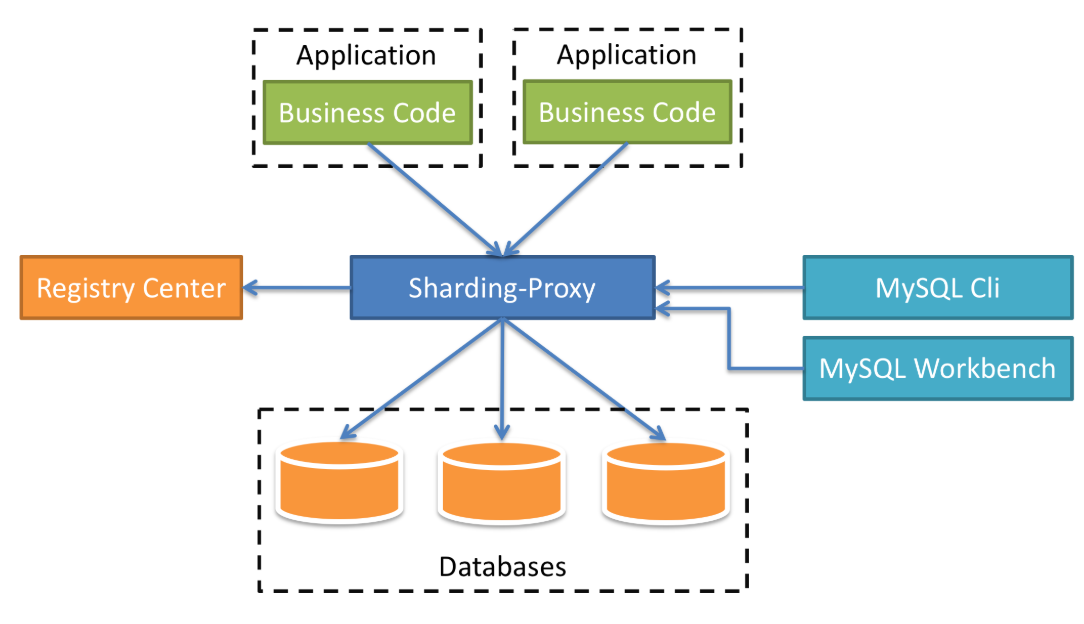 Application
Application
Business Code
Business Code
Registry Center
Sharding-Proxy
MySQL Cli
MySQL Workbench
Databases